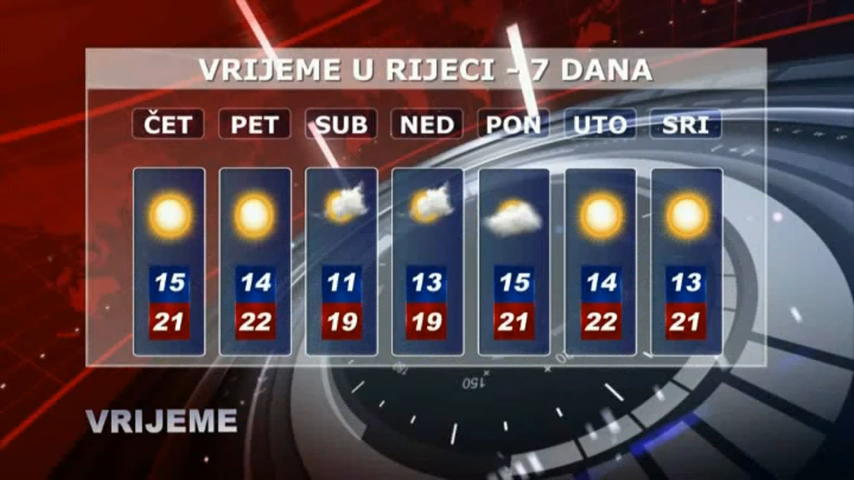 VRIJEME U RIJECI - 7 DANA
ČET PET SUB NED PON UTO SRI
15 14 11 13 15 14 13
21 22 19 19 21 22 21
150
VRIJEME